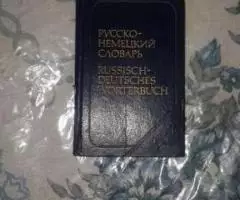 РУССКО-
НЕМЕЦКИЙ
СЛОВАРЬ
RUSSISCH-
DEUTSCHES
WÖRTERBUCH